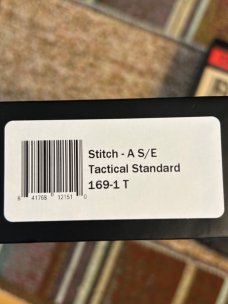 Stitch - A S/E
Tactical Standard
169-1 T
8 41768 12151 0